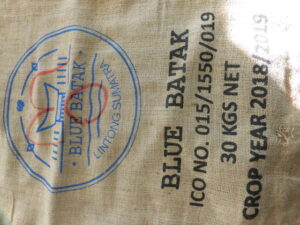 · BLUE BATAK ·
LINTONG SUMATRA
BLUE BATAK
ICO NO. 015/1550/019
30 KGS NET
CROP YEAR 2018/2019